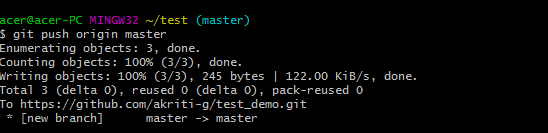 acer@acer-PC MINGW32 ~/test (master)
$ git push origin master
Enumerating objects: 3, done.
Counting objects: 100% (3/3), done.
Writing objects: 100% (3/3), 245 bytes | 122.00 KiB/s, done.
Total 3 (delta 0), reused 0 (delta 0), pack-reused 0
To https://github.com/akriti-g/test_demo.git
 * [new branch]      master -> master